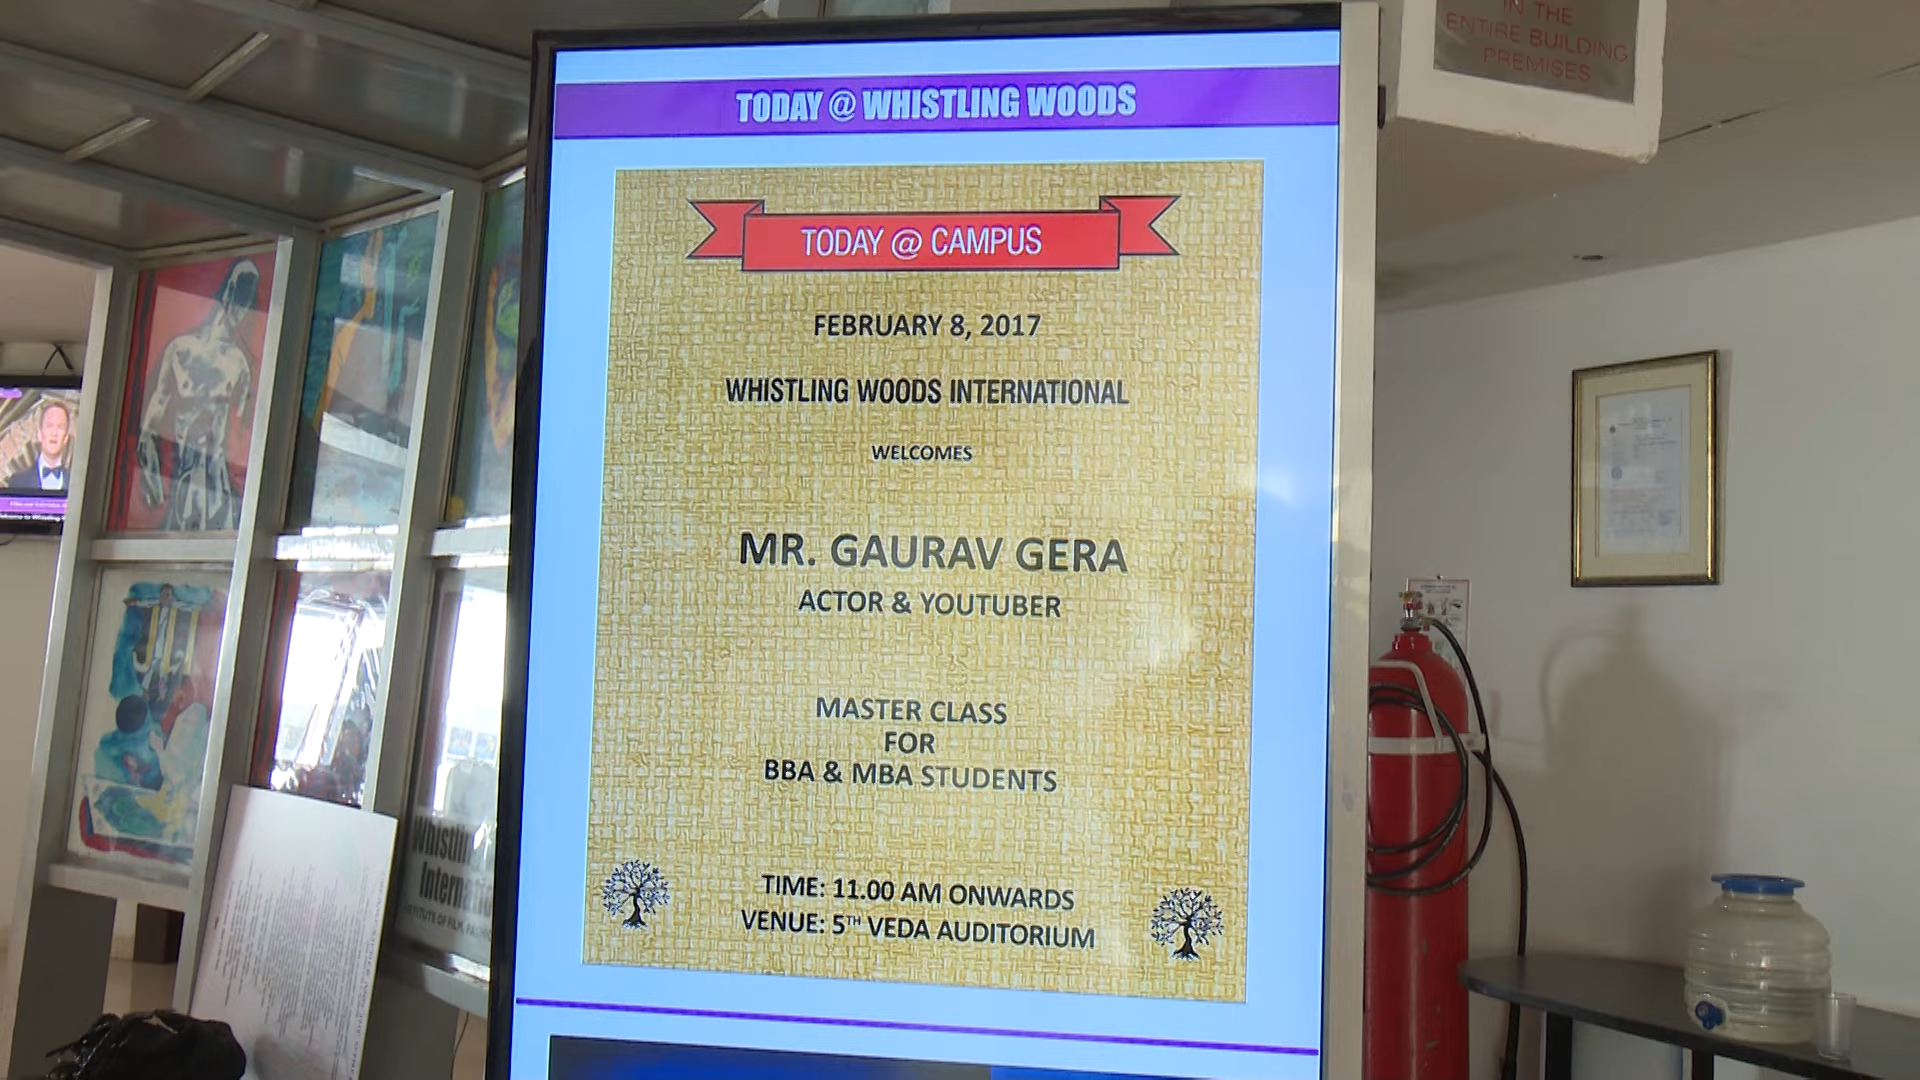 IN THE
ENTIRE BUILDING
PREMISES
TODAY @ WHISTLING WOODS
TODAY @ CAMPUS
FEBRUARY 8, 2017
WHISTLING WOODS INTERNATIONAL
WELCOMES
MR. GAURAV GERA
ACTOR & YOUTUBER
MASTER CLASS
FOR
BBA & MBA STUDENTS
TIME: 11.00 AM ONWARDS
VENUE: 5TH VEDA AUDITORIUM